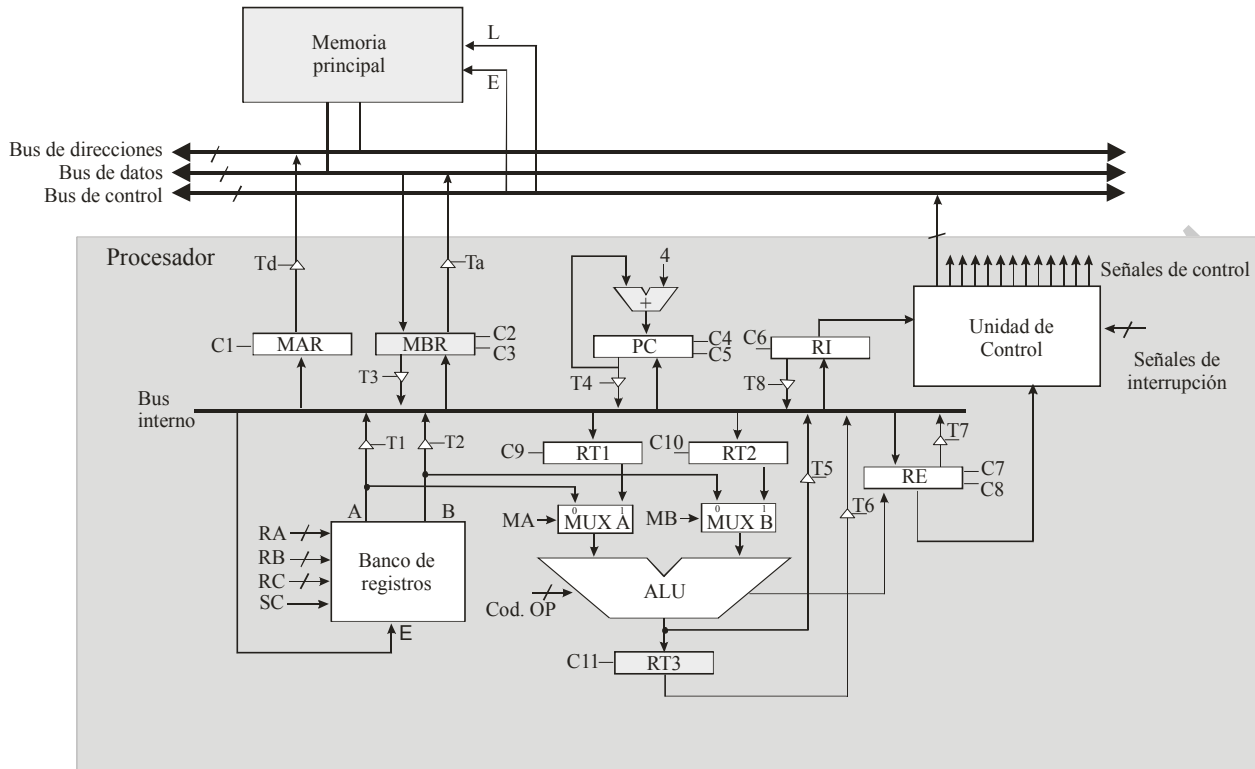 Memoria
principal
L
E
Bus de direcciones
Bus de datos
Bus de control
Procesador
Td
Ta
4
+
Señales de control
C1
MAR
MBR
C2
C3
PC
C4
C5
C6
RI
Unidad de
Control
Señales de
interrupción
T3
T4
T8
Bus
interno
T1
T2
C9
RT1
C10
RT2
T5
T7
RE
C7
C8
T6
A
B
MA
0
1
MUX A
MB
0
1
MUX B
RA
RB
RC
SC
Banco de
registros
E
Cod. OP
ALU
C11
RT3